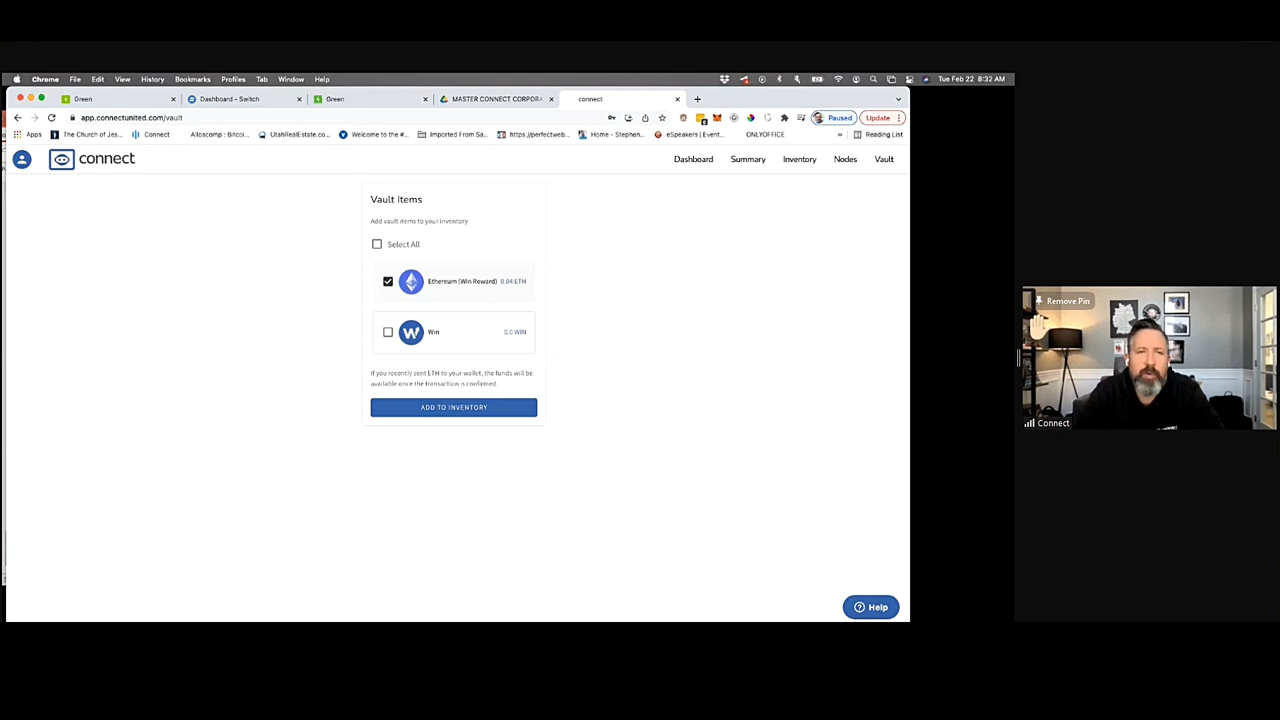 Chrome File Edit View History Bookmarks Profiles Tab Window Help
Tue Feb 22 8:32 AM
Green
Dashboard - Switch
Green
MASTER CONNECT CORPORA
connect
app.connectunited.com/vault
Paused
Update
Apps
The Church of Jes...
Connect
Alloscomp : Bitcoi...
UtahRealEstate.co...
Welcome to the #...
Imported From Sa...
https://perfectweb...
Home - Stephen...
eSpeakers | Event...
ONLYOFFICE
»
Reading List
connect
Dashboard
Summary
Inventory
Nodes
Vault
Vault Items
Add vault items to your inventory
Select All
Ethereum (Win Reward) 0.04 ETH
Win 0.0 WIN
If you recently sent ETH to your wallet, the funds will be
available once the transaction is confirmed.
ADD TO INVENTORY
Help
Remove Pin
Connect